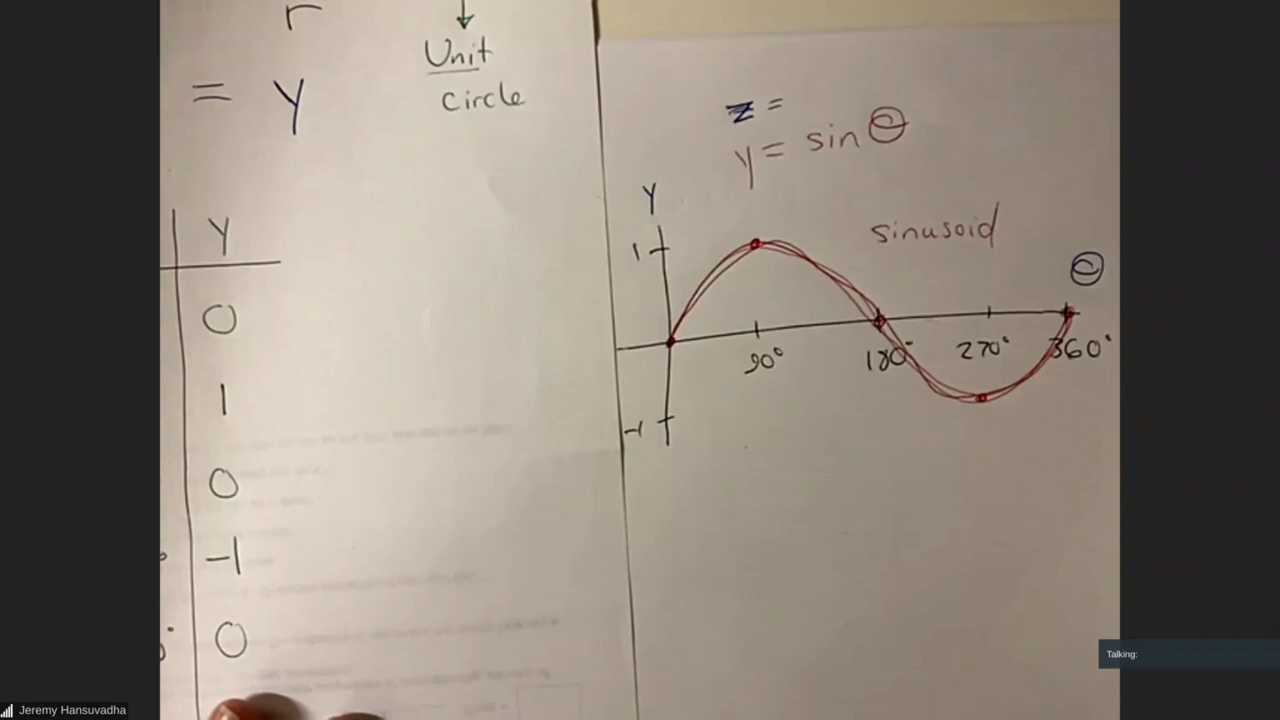 r
Unit
= y
circle
y
0
1
0
-1
0
z =
y = sin Θ
Y
sinusoid
1
Θ
90°
180°
270°
360°
-1
Talking:
Jeremy Hansuvadha